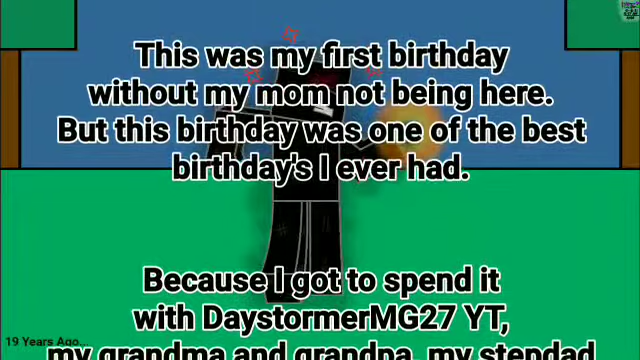 This was my first birthday
without my mom not being here.
But this birthday was one of the best
birthday's I ever had.
Because I got to spend it
with DaystormerMG27 YT,
my grandma and grandpa, my stepdad
19 Years Ago...